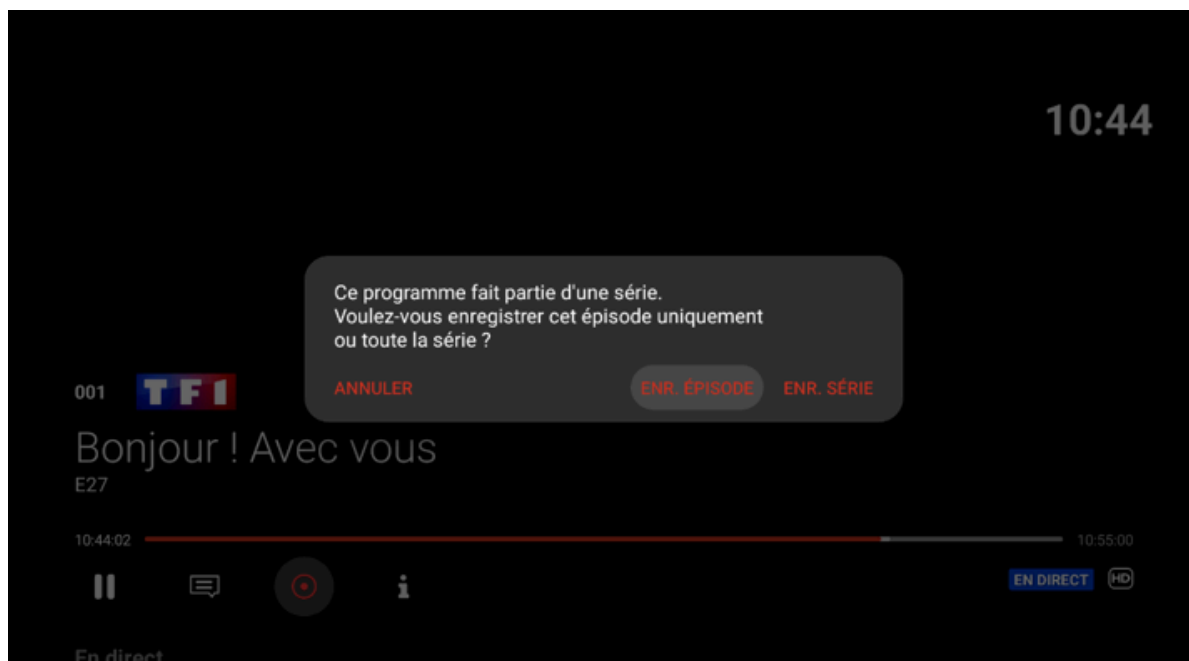 10:44
Ce programme fait partie d'une série.
Voulez-vous enregistrer cet épisode uniquement
ou toute la série ?
ANNULER
ENR. ÉPISODE
ENR. SÉRIE
001
TF1
Bonjour ! Avec vous
E27
10:44:02
10:55:00
EN DIRECT
HD
En direct